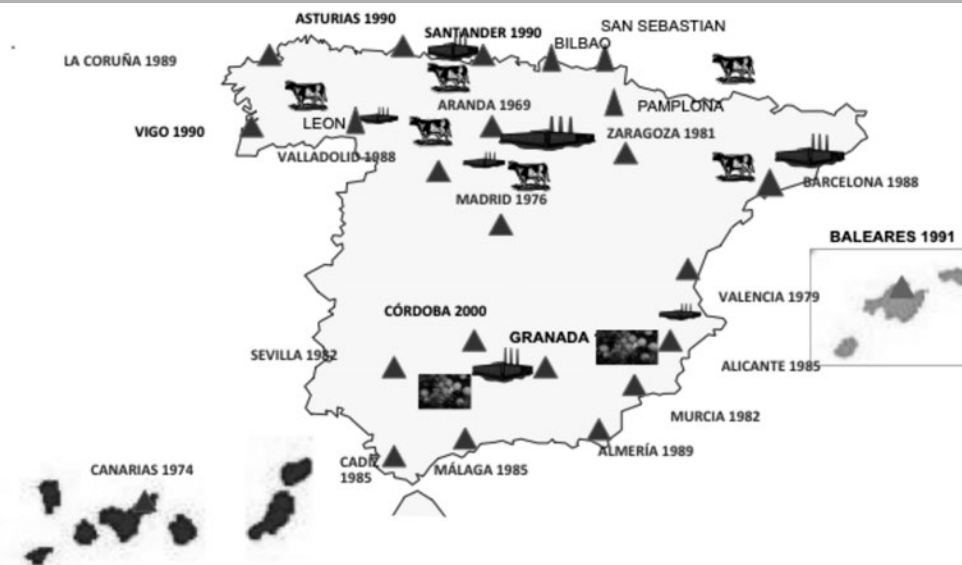 ASTURIAS 1990
SANTANDER 1990
SAN SEBASTIAN
BILBAO
LA CORUÑA 1989
ARANDA 1969
PAMPLONA
VIGO 1990
LEON
ZARAGOZA 1981
VALLADOLID 1988
BARCELONA 1988
MADRID 1976
BALEARES 1991
VALENCIA 1979
CÓRDOBA 2000
GRANADA
SEVILLA 1982
ALICANTE 1985
MURCIA 1982
ALMERÍA 1989
CADIZ
1985
MÁLAGA 1985
CANARIAS 1974